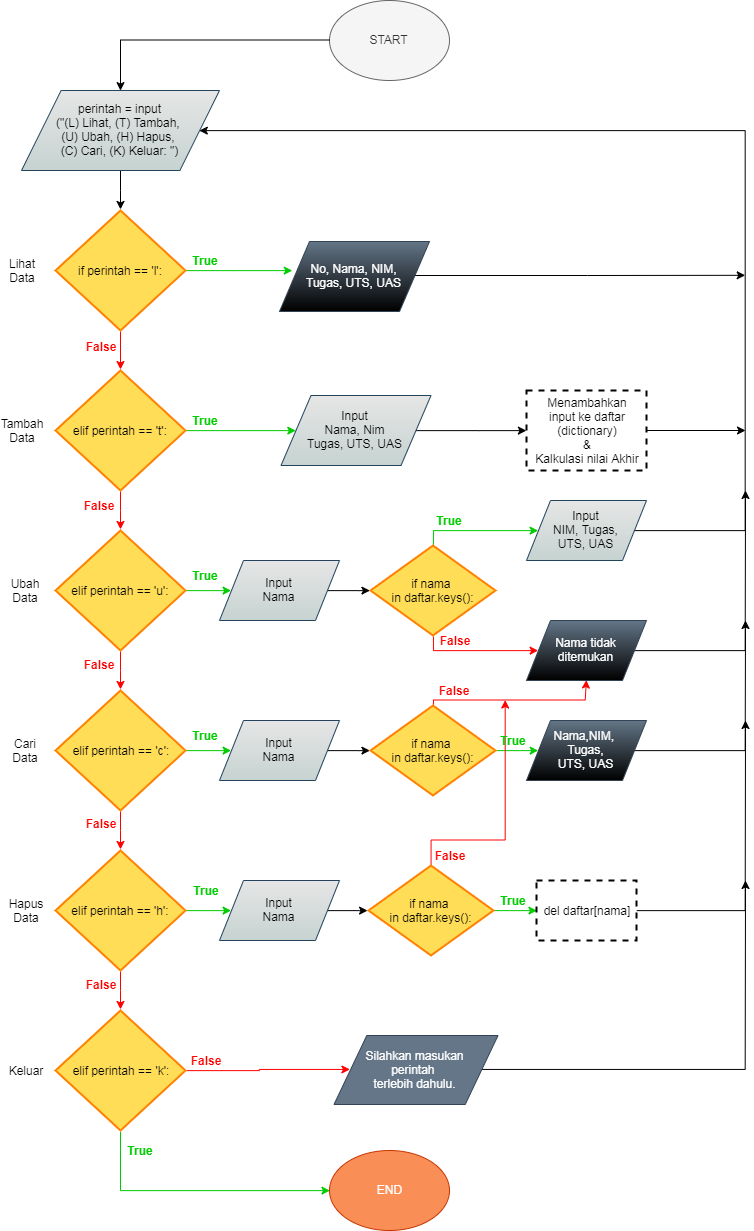 START
perintah = input
("(L) Lihat, (T) Tambah,
(U) Ubah, (H) Hapus,
(C) Cari, (K) Keluar: ")
Lihat
Data
if perintah == 'l':
True
No, Nama, NIM,
Tugas, UTS, UAS
False
Tambah
Data
elif perintah == 't':
True
Input
Nama, Nim
Tugas, UTS, UAS
Menambahkan
input ke daftar
(dictionary)
&
Kalkulasi nilai Akhir
False
Ubah
Data
elif perintah == 'u':
True
Input
Nama
if nama
in daftar.keys():
True
Input
NIM, Tugas,
UTS, UAS
False
Nama tidak
ditemukan
False
Cari
Data
elif perintah == 'c':
True
Input
Nama
if nama
in daftar.keys():
False
True
Nama,NIM,
Tugas,
UTS, UAS
False
Hapus
Data
elif perintah == 'h':
True
Input
Nama
if nama
in daftar.keys():
False
True
del daftar[nama]
False
Keluar
elif perintah == 'k':
False
Silahkan masukan
perintah
terlebih dahulu.
True
END